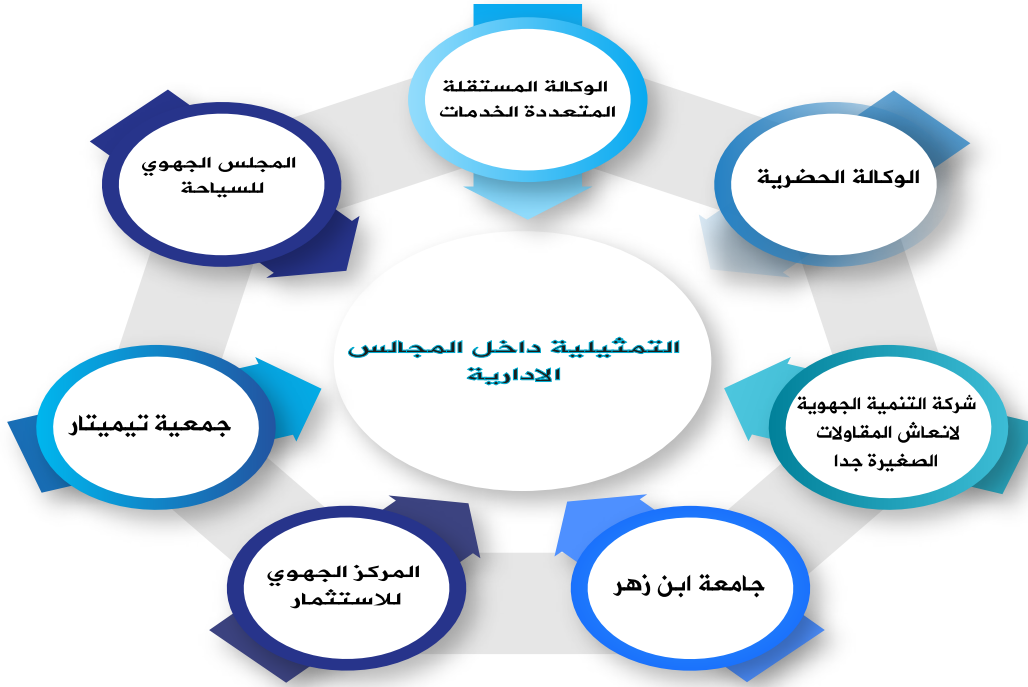 الوكالة المستقلة
المتعددة الخدمات
الوكالة الحضرية
المجلس الجهوي
للسياحة
التمثيلية داخل المجالس
الادارية
شركة التنمية الجهوية
لانعاش المقاولات
الصغيرة جدا
جمعية تيميتار
جامعة ابن زهر
المركز الجهوي
للاستثمار